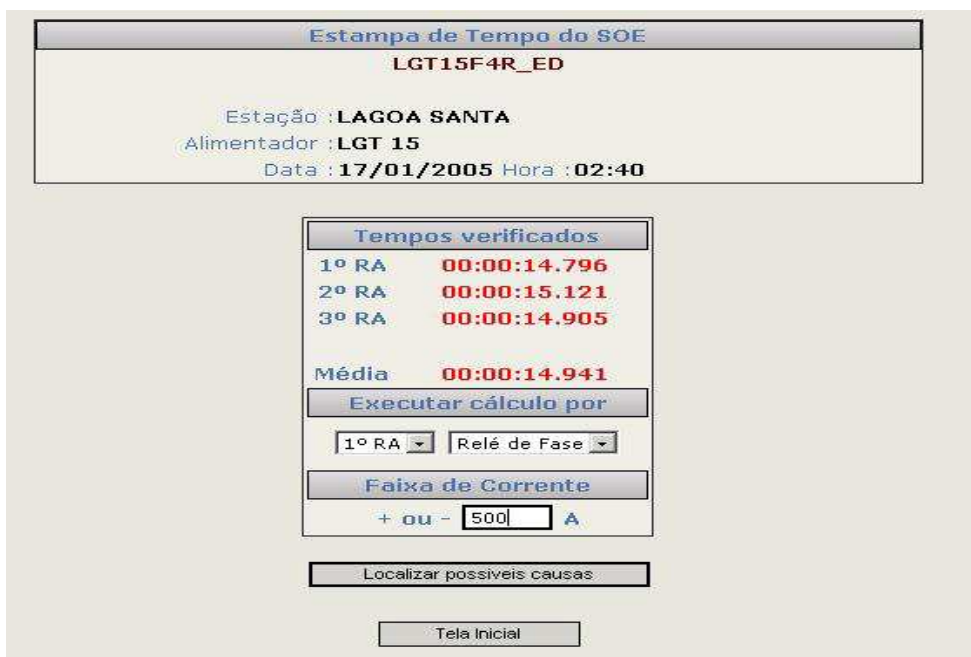 Estampa de Tempo do SOE
LGT15F4R_ED
Estação : LAGOA SANTA
Alimentador : LGT 15
Data : 17/01/2005 Hora : 02:40
Tempos verificados
1º RA 00:00:14.796
2º RA 00:00:15.121
3º RA 00:00:14.905
Média 00:00:14.941
Executar cálculo por
1º RA Relé de Fase
Faixa de Corrente
+ ou - 500 A
Localizar possiveis causas
Tela Inicial